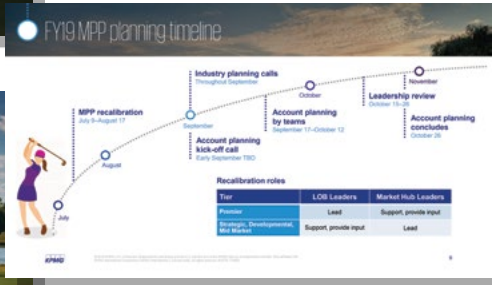 FY19 MPP planning timeline
Industry planning calls
Throughout September
November
October
Leadership review
October 15–26
MPP recalibration
July 9–August 17
September
Account planning
by teams
September 17–October 12
Account planning
concludes
October 26
Account planning
kick-off call
Early September TBD
August
July
Recalibration roles
Tier LOB Leaders Market Hub Leaders
Premier Lead Support, provide input
Strategic, Developmental,
Mid Market Support, provide input Lead
KPMG